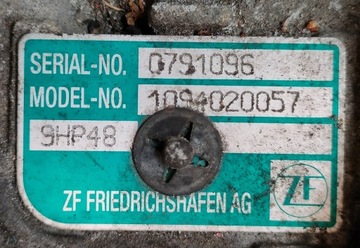 SERIAL-NO. 0791096
MODEL-NO. 1094020057
9HP48
ZF FRIEDRICHSHAFEN AG
ZF